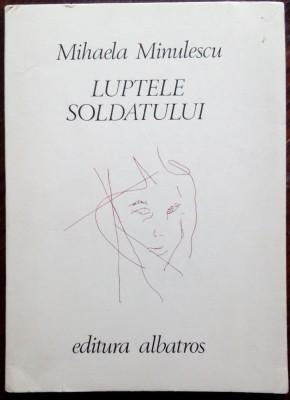 Mihaela Minulescu
LUPTELE
SOLDATULUI
editura albatros